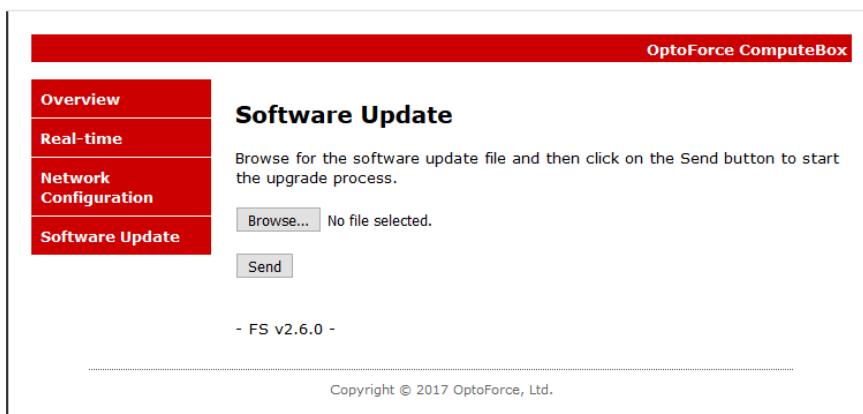 OptoForce ComputeBox
Overview
Real-time
Network
Configuration
Software Update
Software Update
Browse for the software update file and then click on the Send button to start
the upgrade process.
Browse... No file selected.
Send
- FS v2.6.0 -
Copyright © 2017 OptoForce, Ltd.